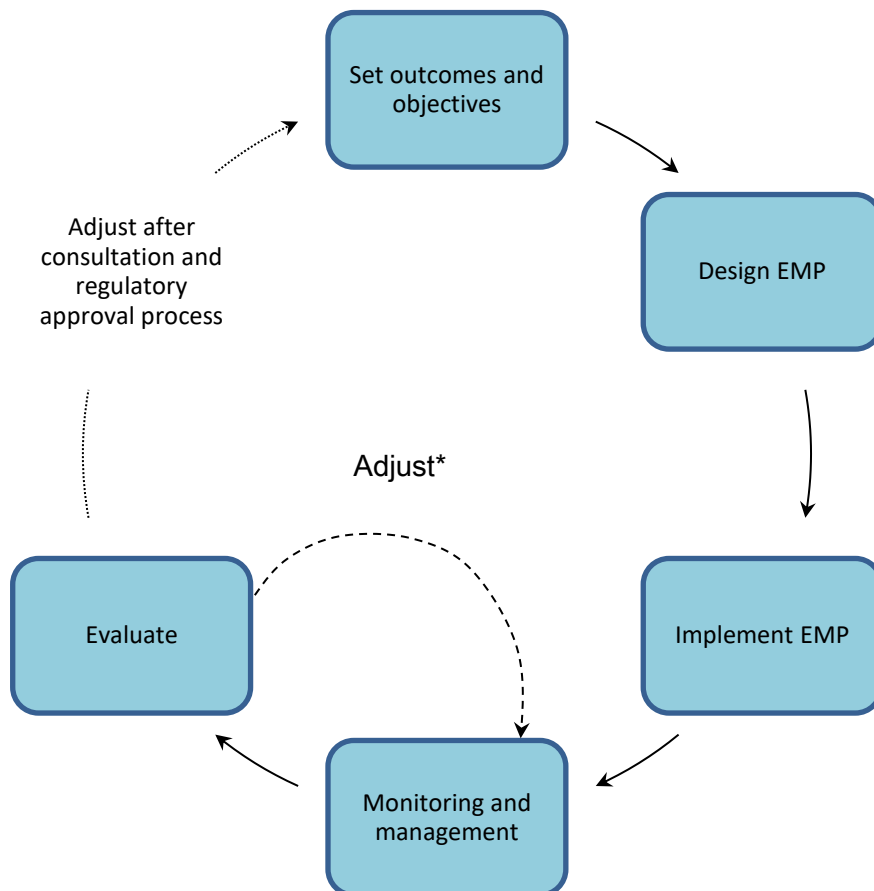 Set outcomes and
objectives
Design EMP
Implement EMP
Monitoring and
management
Evaluate
Adjust after
consultation and
regulatory
approval process
Adjust*